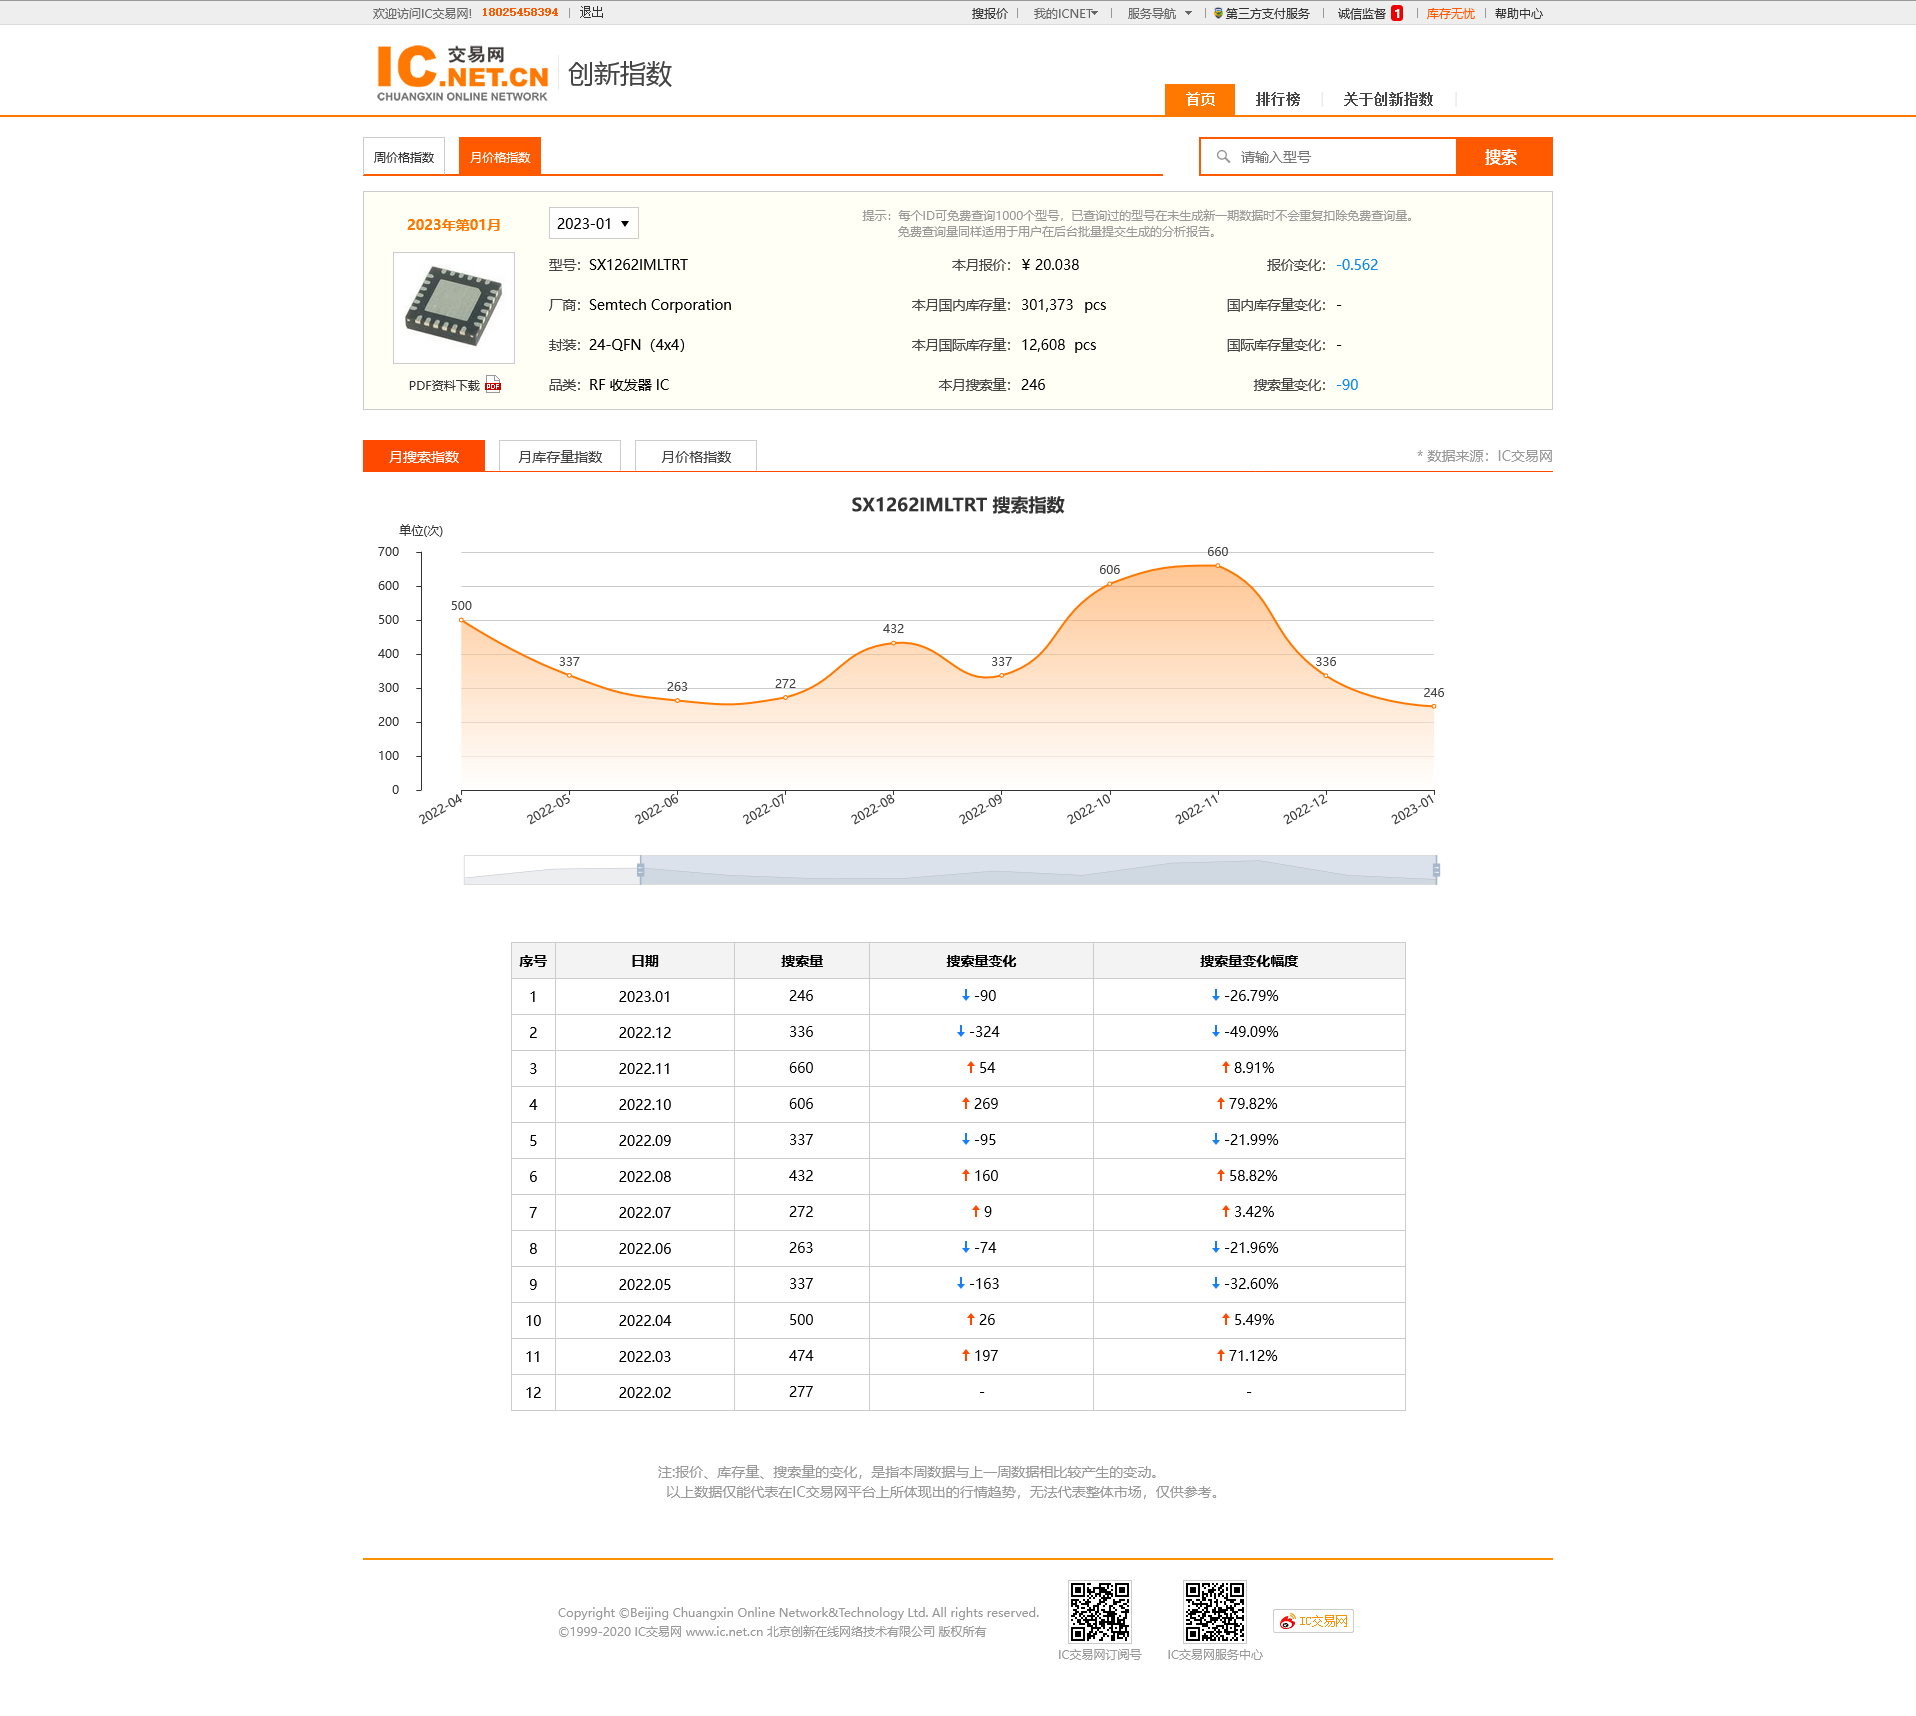 欢迎访问IC交易网! 18025458394 退出 搜报价 我的ICNET 服务导航 第三方支付服务 诚信监督 1 库存无忧 帮助中心
IC.NET.CN 交易网 创新指数
CHUANGXIN ONLINE NETWORK
首页 排行榜 关于创新指数
周价格指数 月价格指数 请输入型号 搜索
2023年第01月 2023-01
提示：每个ID可免费查询1000个型号，已查询过的型号在未生成新一期数据时不会重复扣除免费查询量。
免费查询量同样适用于用户在后台批量提交生成的分析报告。
型号：SX1262IMLTRT 本月报价：¥ 20.038 报价变化：-0.562
厂商：Semtech Corporation 本月国内库存量：301,373 pcs 国内库存量变化：-
封装：24-QFN（4x4） 本月国际库存量：12,608 pcs 国际库存量变化：-
PDF资料下载 PDF 品类：RF 收发器 IC 本月搜索量：246 搜索量变化：-90
月搜索指数 月库存量指数 月价格指数 * 数据来源：IC交易网
SX1262IMLTRT 搜索指数
单位(次)
700
600
500
400
300
200
100
0
500 337 263 272 432 337 606 660 336 246
2022-04 2022-05 2022-06 2022-07 2022-08 2022-09 2022-10 2022-11 2022-12 2023-01
序号 日期 搜索量 搜索量变化 搜索量变化幅度
1 2023.01 246 ↓ -90 ↓ -26.79%
2 2022.12 336 ↓ -324 ↓ -49.09%
3 2022.11 660 ↑ 54 ↑ 8.91%
4 2022.10 606 ↑ 269 ↑ 79.82%
5 2022.09 337 ↓ -95 ↓ -21.99%
6 2022.08 432 ↑ 160 ↑ 58.82%
7 2022.07 272 ↑ 9 ↑ 3.42%
8 2022.06 263 ↓ -74 ↓ -21.96%
9 2022.05 337 ↓ -163 ↓ -32.60%
10 2022.04 500 ↑ 26 ↑ 5.49%
11 2022.03 474 ↑ 197 ↑ 71.12%
12 2022.02 277 - -
注:报价、库存量、搜索量的变化，是指本周数据与上一周数据相比较产生的变动。
以上数据仅能代表在IC交易网平台上所体现出的行情趋势，无法代表整体市场，仅供参考。
Copyright ©Beijing Chuangxin Online Network&Technology Ltd. All rights reserved.
©1999-2020 IC交易网 www.ic.net.cn 北京创新在线网络技术有限公司 版权所有
IC交易网
IC交易网订阅号 IC交易网服务中心